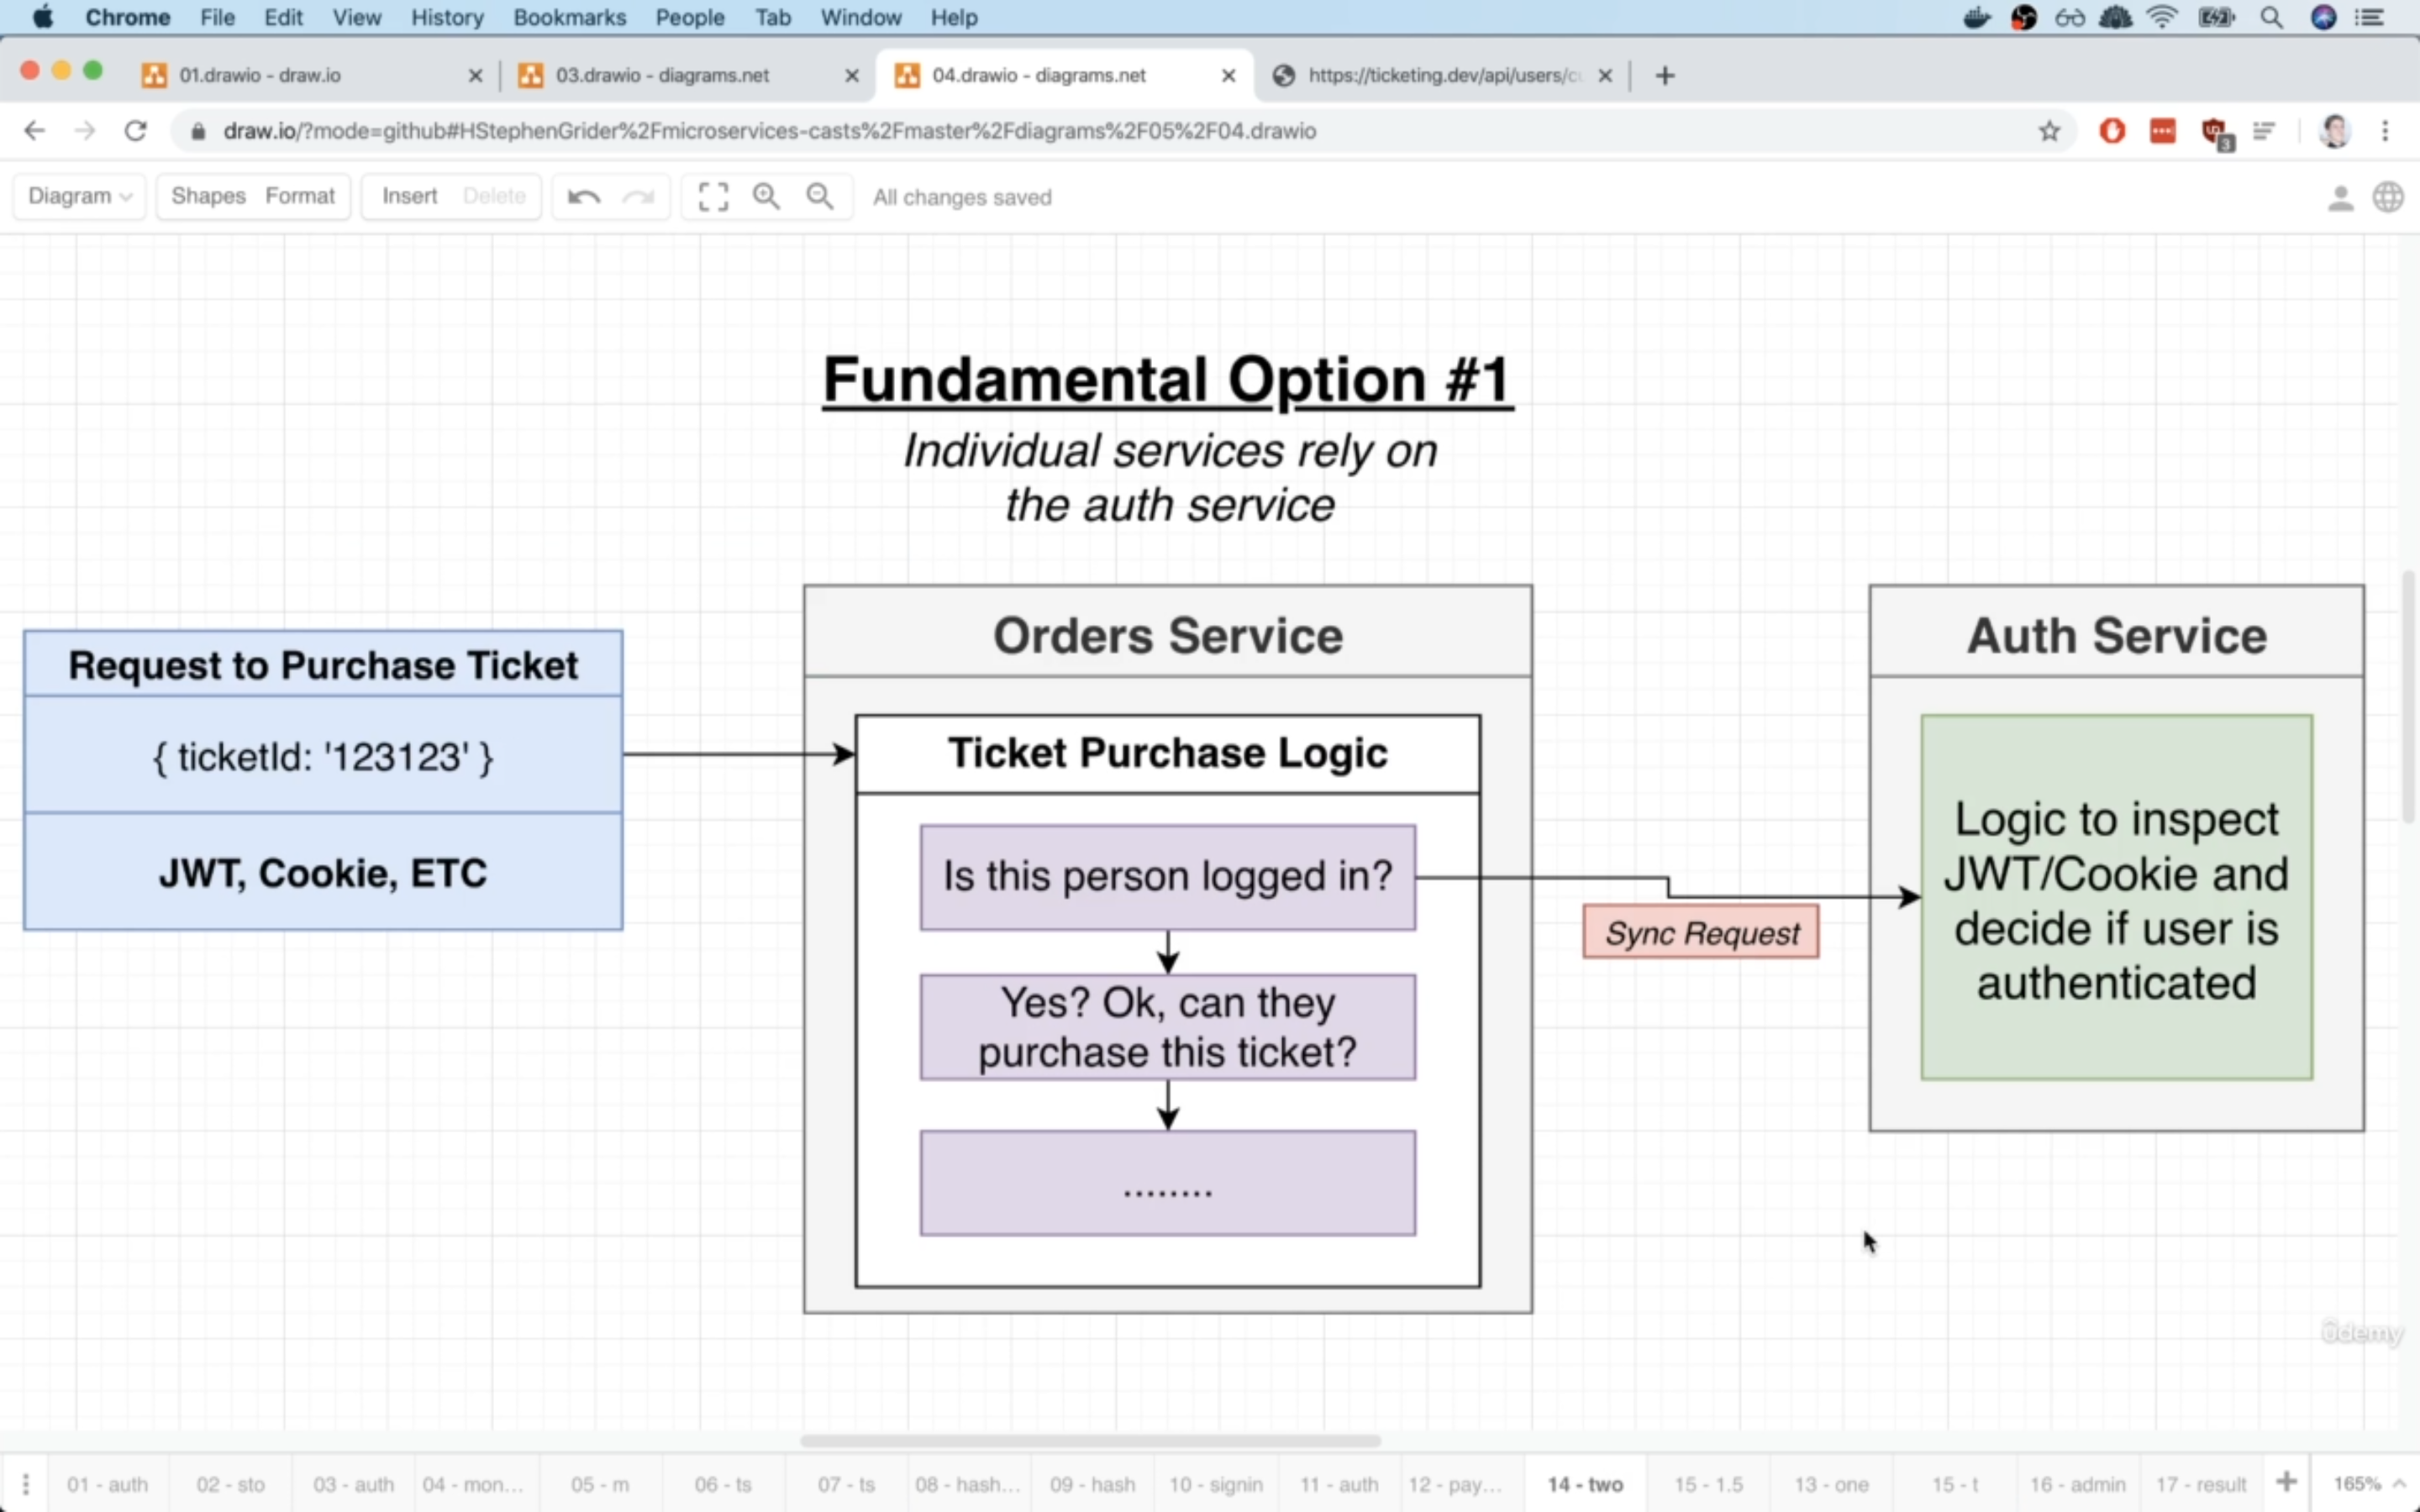 Chrome File Edit View History Bookmarks People Tab Window Help
01.drawio - draw.io
03.drawio - diagrams.net
04.drawio - diagrams.net
https://ticketing.dev/api/users/
draw.io/?mode=github#HStephenGrider%2Fmicroservices-casts%2Fmaster%2Fdiagrams%2F05%2F04.drawio
3
Diagram Shapes Format Insert Delete All changes saved
Fundamental Option #1
Individual services rely on
the auth service
Request to Purchase Ticket
{ ticketId: '123123' }
JWT, Cookie, ETC
Orders Service
Ticket Purchase Logic
Is this person logged in?
Yes? Ok, can they
purchase this ticket?
........
Sync Request
Auth Service
Logic to inspect
JWT/Cookie and
decide if user is
authenticated
ûdemy
01 - auth 02 - sto 03 - auth 04 - mon... 05 - m 06 - ts 07 - ts 08 - hash... 09 - hash 10 - signin 11 - auth 12 - pay... 14 - two 15 - 1.5 13 - one 15 - t 16 - admin 17 - result 165%